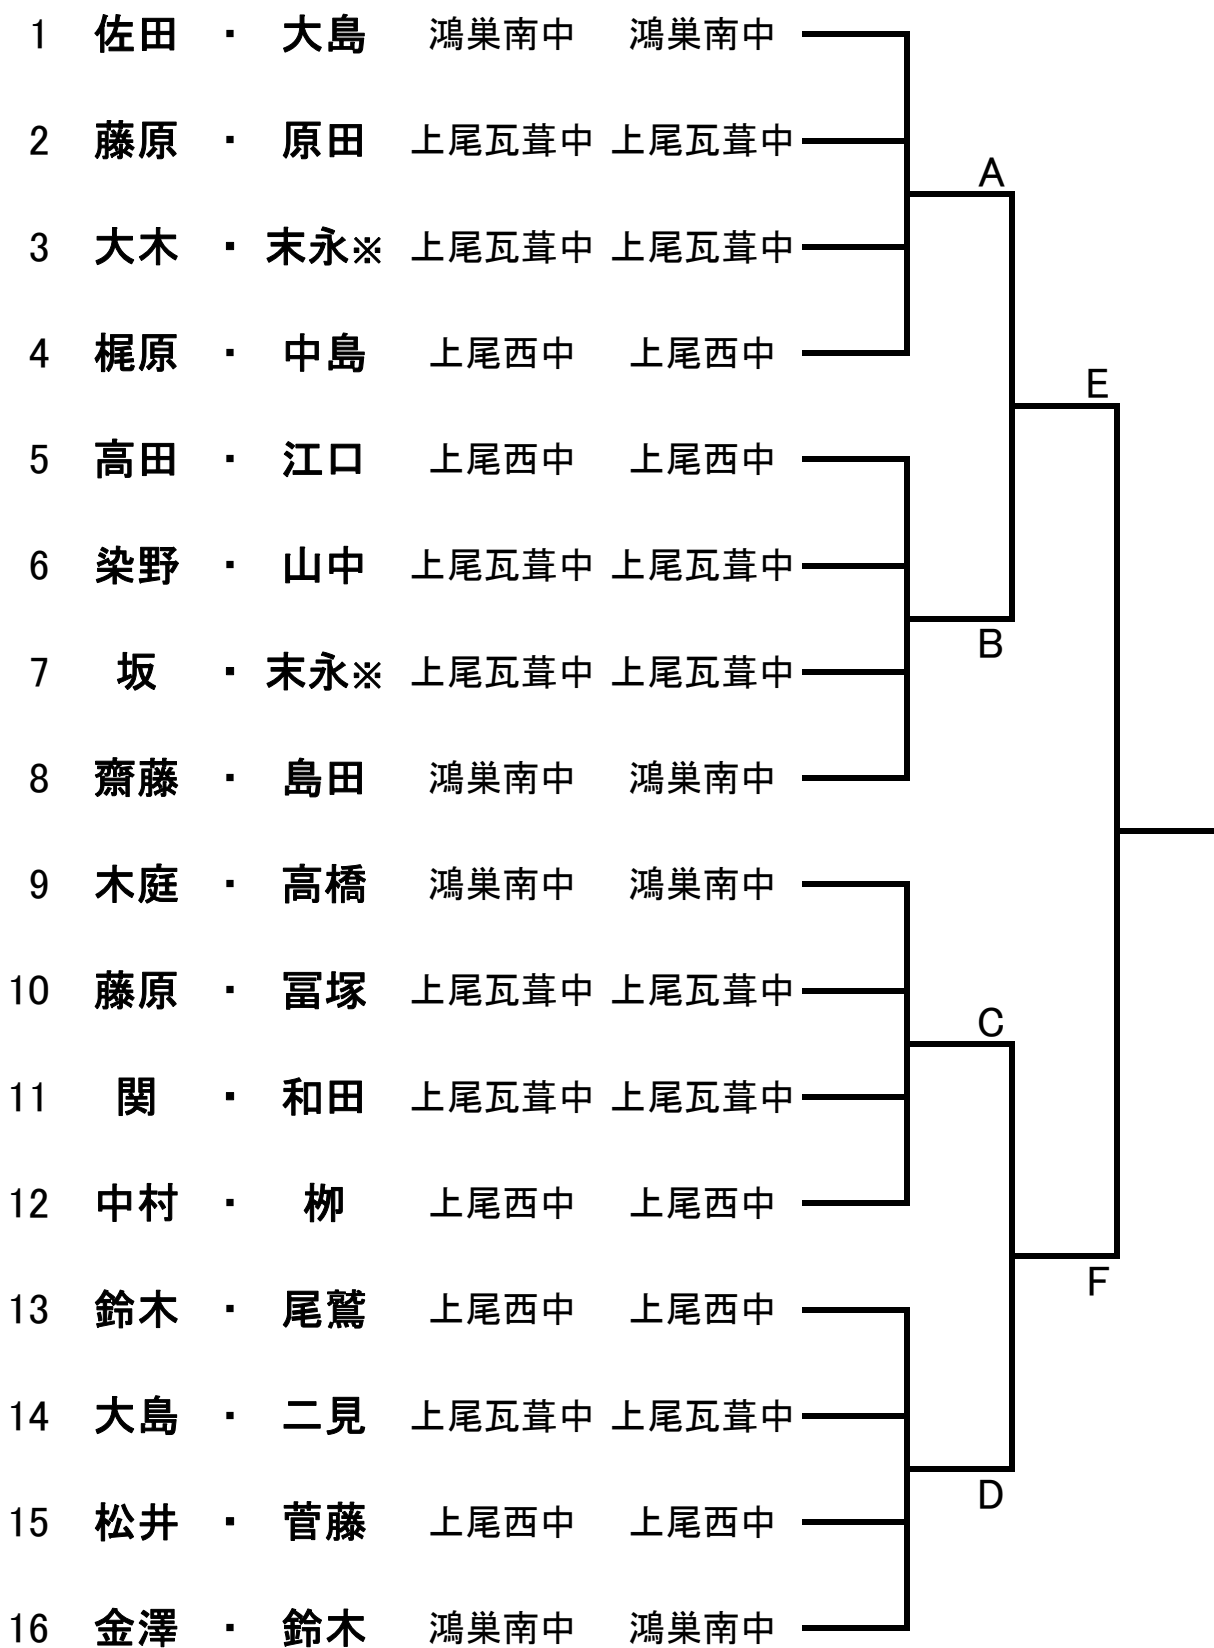 1 佐田 ・ 大島 鴻巣南中 鴻巣南中
2 藤原 ・ 原田 上尾瓦葺中 上尾瓦葺中
A
3 大木 ・ 末永※ 上尾瓦葺中 上尾瓦葺中
4 梶原 ・ 中島 上尾西中 上尾西中
E
5 高田 ・ 江口 上尾西中 上尾西中
6 染野 ・ 山中 上尾瓦葺中 上尾瓦葺中
B
7 坂 ・ 末永※ 上尾瓦葺中 上尾瓦葺中
8 齋藤 ・ 島田 鴻巣南中 鴻巣南中
9 木庭 ・ 高橋 鴻巣南中 鴻巣南中
10 藤原 ・ 冨塚 上尾瓦葺中 上尾瓦葺中
C
11 関 ・ 和田 上尾瓦葺中 上尾瓦葺中
12 中村 ・ 栁 上尾西中 上尾西中
F
13 鈴木 ・ 尾鷲 上尾西中 上尾西中
14 大島 ・ 二見 上尾瓦葺中 上尾瓦葺中
D
15 松井 ・ 菅藤 上尾西中 上尾西中
16 金澤 ・ 鈴木 鴻巣南中 鴻巣南中